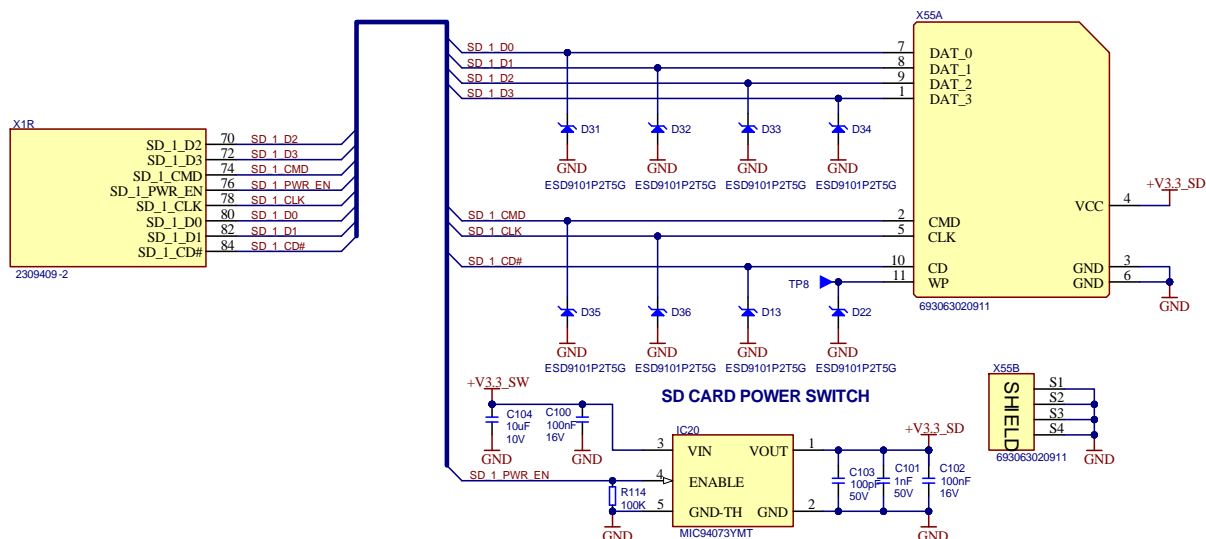 X55A
SD_1_D0 7 DAT_0
SD_1_D1 8 DAT_1
SD_1_D2 9 DAT_2
SD_1_D3 1 DAT_3
D31 D32 D33 D34
GND GND GND GND
ESD9101P2T5G ESD9101P2T5G ESD9101P2T5G ESD9101P2T5G
X1R
SD_1_D2 70 SD_1_D2
SD_1_D3 72 SD_1_D3
SD_1_CMD 74 SD_1_CMD
SD_1_PWR_EN 76 SD_1_PWR_EN
SD_1_CLK 78 SD_1_CLK
SD_1_D0 80 SD_1_D0
SD_1_D1 82 SD_1_D1
SD_1_CD# 84 SD_1_CD#
2309409-2
+V3.3_SD
VCC 4
SD_1_CMD 2 CMD
SD_1_CLK 5 CLK
SD_1_CD# 10 CD
TP8 11 WP
GND 3
GND 6
GND
693063020911
D35 D36 D13 D22
GND GND GND GND
ESD9101P2T5G ESD9101P2T5G ESD9101P2T5G ESD9101P2T5G
SD CARD POWER SWITCH
+V3.3_SW
C104
10uF
10V
C100
100nF
16V
GND GND
IC20
3 VIN VOUT 1
SD_1_PWR_EN 4 ENABLE
5 GND-TH GND 2
MIC94073YMT
R114
100K
GND
+V3.3_SD
C103
100pF
50V
C101
1nF
50V
C102
100nF
16V
GND
X55B
SHIELD
S1
S2
S3
S4
693063020911
GND